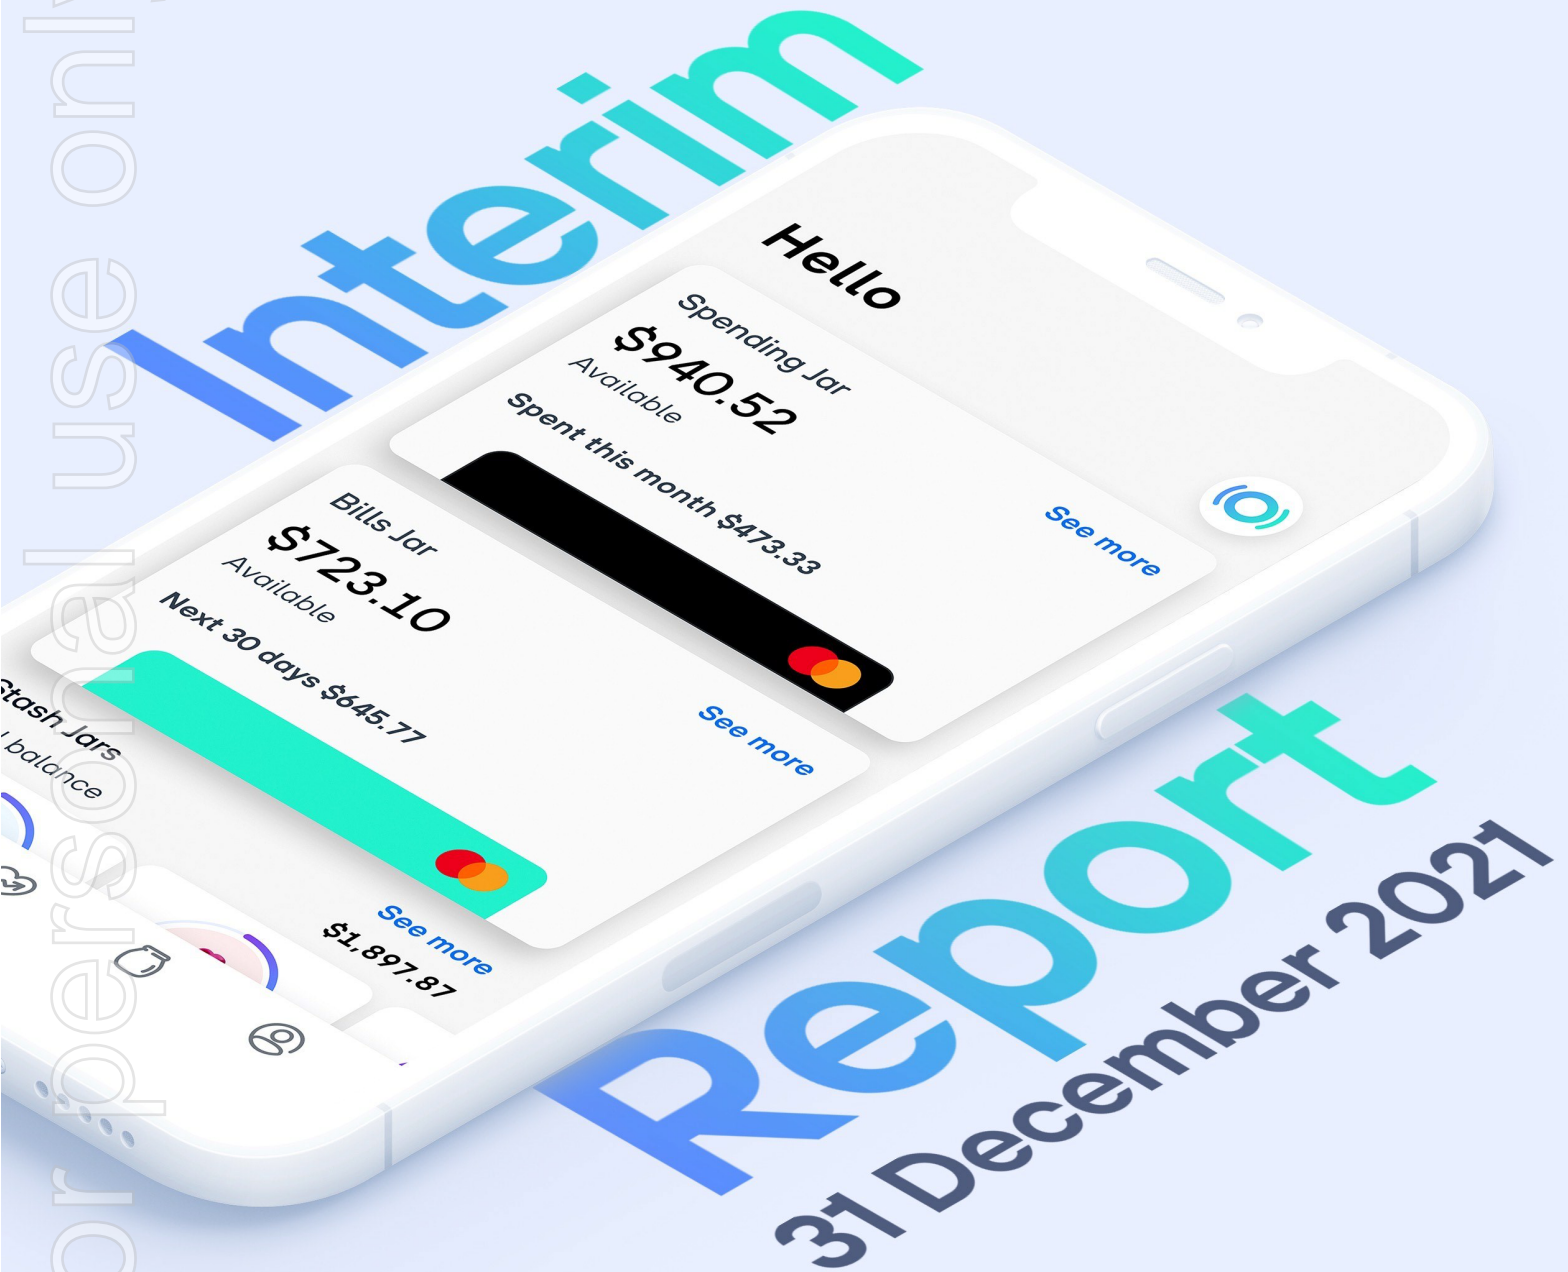 Interim
Hello
Spending Jar
$940.52
Available
Spent this month $473.33
See more
Bills Jar
$723.10
Available
Next 30 days $645.77
See more
Stash Jars
balance
See more
$1,897.87
Report
31 December 2021
or personal use only